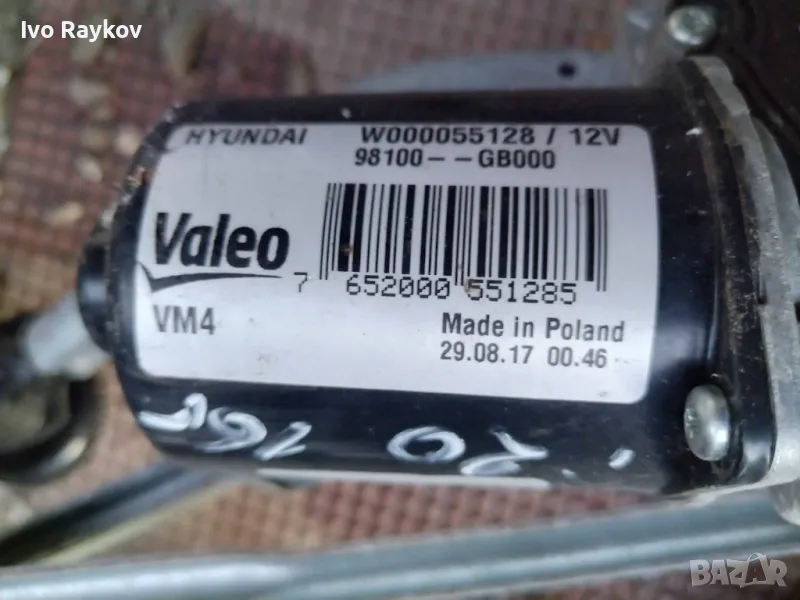 Ivo Raykov
HYUNDAI W000055128 / 12V
98100--GB000
Valeo
7 652000 551285
VM4
Made in Poland
29.08.17 00.46
BAZAR